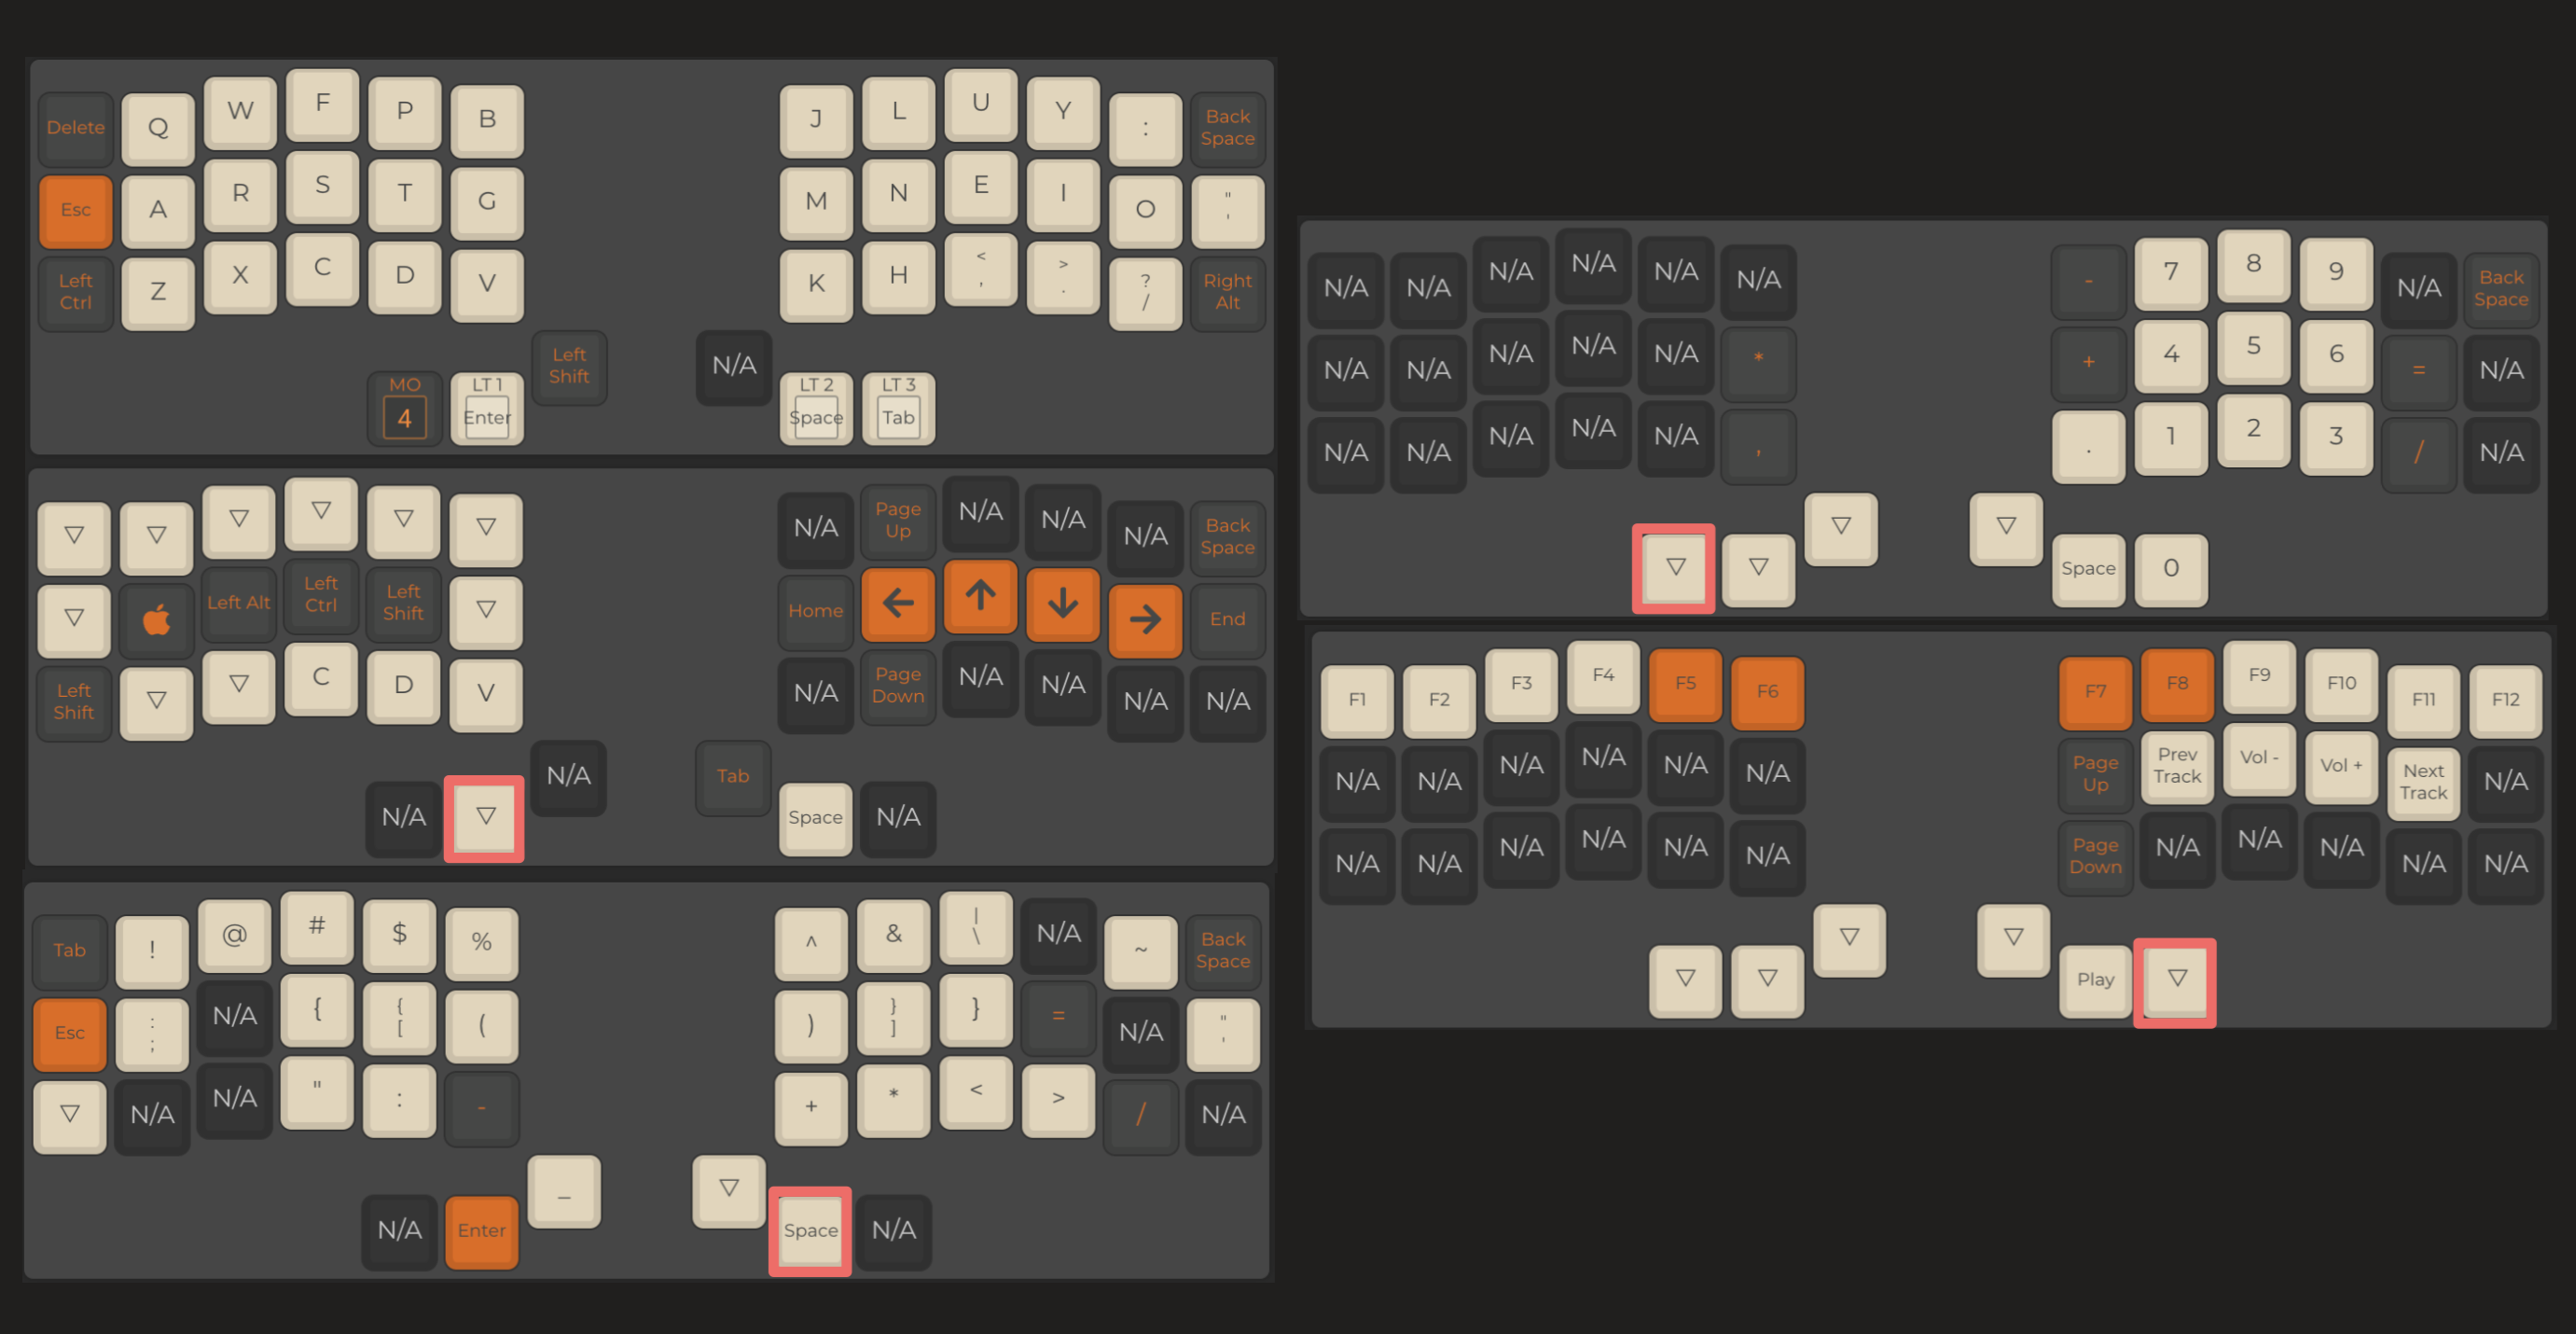 Delete Q W F P B J L U Y : Back Space
Esc A R S T G M N E I O " '
Left Ctrl Z X C D V K H < , > . ? / Right Alt
MO 4 LT 1 Enter Left Shift N/A LT 2 Space LT 3 Tab
▽ ▽ ▽ ▽ ▽ ▽ N/A Page Up N/A N/A N/A Back Space
▽ Left Alt Left Ctrl Left Shift ▽ Home ← ↑ ↓ → End
Left Shift ▽ ▽ C D V N/A Page Down N/A N/A N/A N/A
N/A ▽ N/A Tab Space N/A
Tab ! @ # $ % ^ & | \ N/A ~ Back Space
Esc : ; N/A { { [ ( ) } ] } = N/A " '
▽ N/A N/A " : - + * < > / N/A
N/A Enter _ ▽ Space N/A
N/A N/A N/A N/A N/A N/A - 7 8 9 N/A Back Space
N/A N/A N/A N/A N/A * + 4 5 6 = N/A
N/A N/A N/A N/A N/A , . 1 2 3 / N/A
▽ ▽ ▽ ▽ Space 0
F1 F2 F3 F4 F5 F6 F7 F8 F9 F10 F11 F12
N/A N/A N/A N/A N/A N/A Page Up Prev Track Vol - Vol + Next Track N/A
N/A N/A N/A N/A N/A N/A Page Down N/A N/A N/A N/A N/A
▽ ▽ ▽ ▽ Play ▽